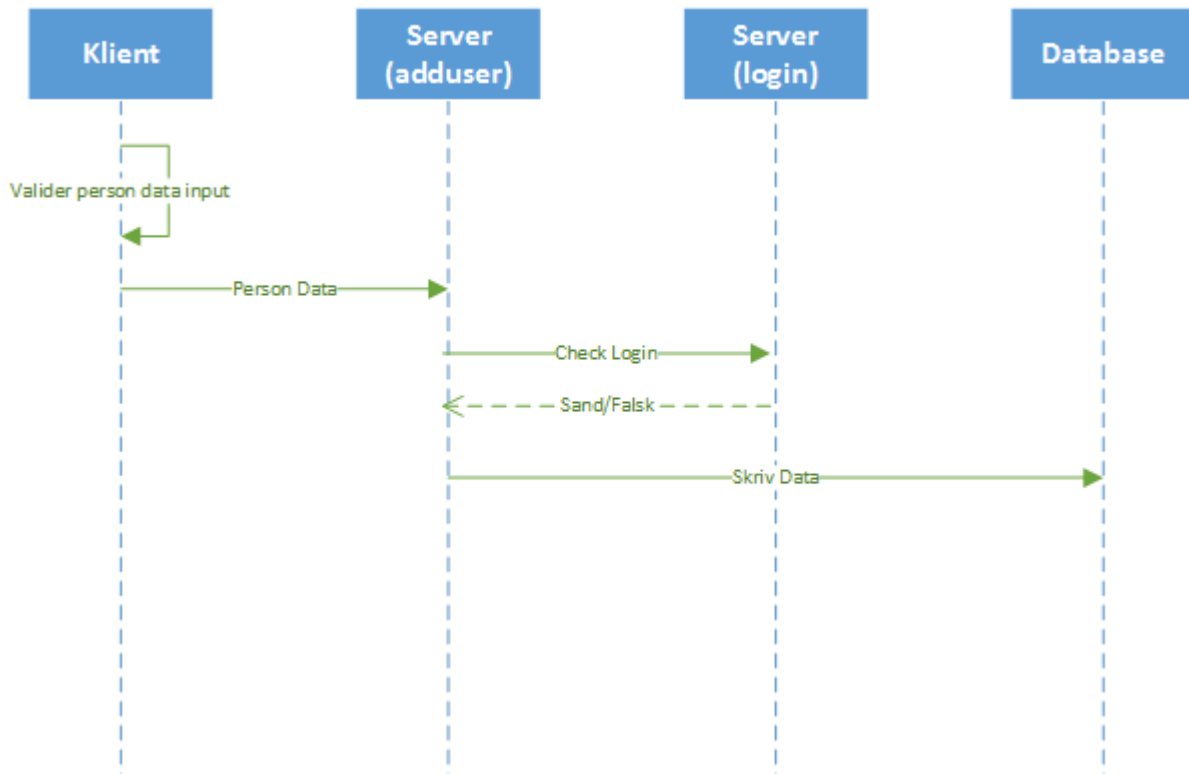 Klient
Server
(adduser)
Server
(login)
Database
Valider person data input
Person Data
Check Login
Sand/Falsk
Skriv Data